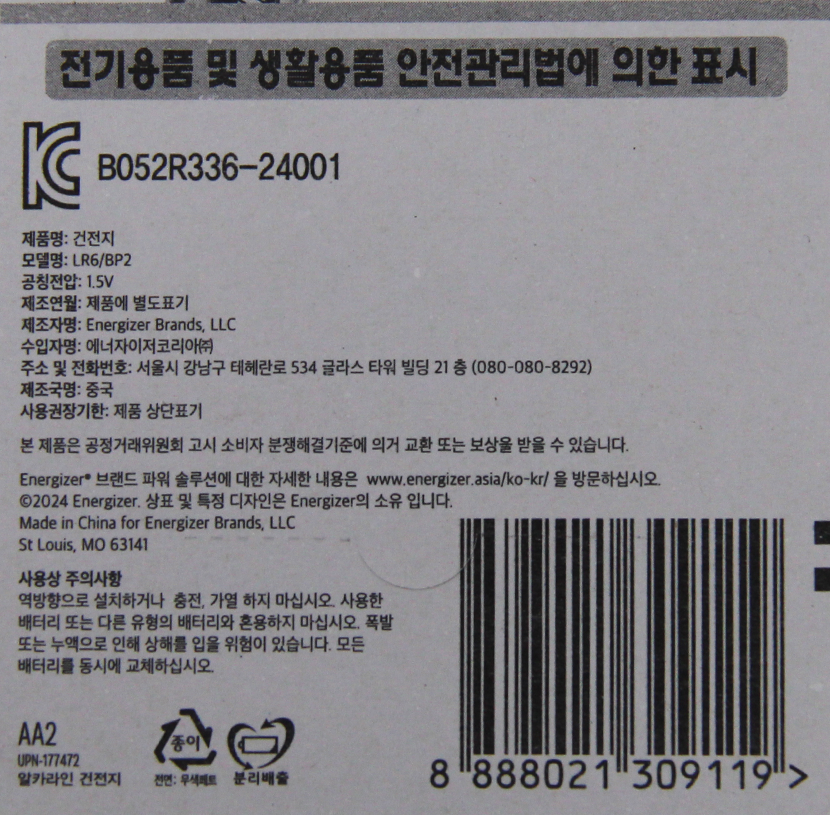 전기용품 및 생활용품 안전관리법에 의한 표시
B052R336-24001
제품명: 건전지
모델명: LR6/BP2
공칭전압: 1.5V
제조연월: 제품에 별도표기
제조자명: Energizer Brands, LLC
수입자명: 에너자이저코리아㈜
주소 및 전화번호: 서울시 강남구 테헤란로 534 글라스 타워 빌딩 21 층 (080-080-8292)
제조국명: 중국
사용권장기한: 제품 상단표기
본 제품은 공정거래위원회 고시 소비자 분쟁해결기준에 의거 교환 또는 보상을 받을 수 있습니다.
Energizer® 브랜드 파워 솔루션에 대한 자세한 내용은 www.energizer.asia/ko-kr/ 을 방문하십시오.
©2024 Energizer. 상표 및 특정 디자인은 Energizer의 소유 입니다.
Made in China for Energizer Brands, LLC
St Louis, MO 63141
사용상 주의사항
역방향으로 설치하거나 충전, 가열 하지 마십시오. 사용한
배터리 또는 다른 유형의 배터리와 혼용하지 마십시오. 폭발
또는 누액으로 인해 상해를 입을 위험이 있습니다. 모든
배터리를 동시에 교체하십시오.
AA2
UPN-177472
알카라인 건전지
종이
전면: 우색페토
분리배출
8 888021 309119 >